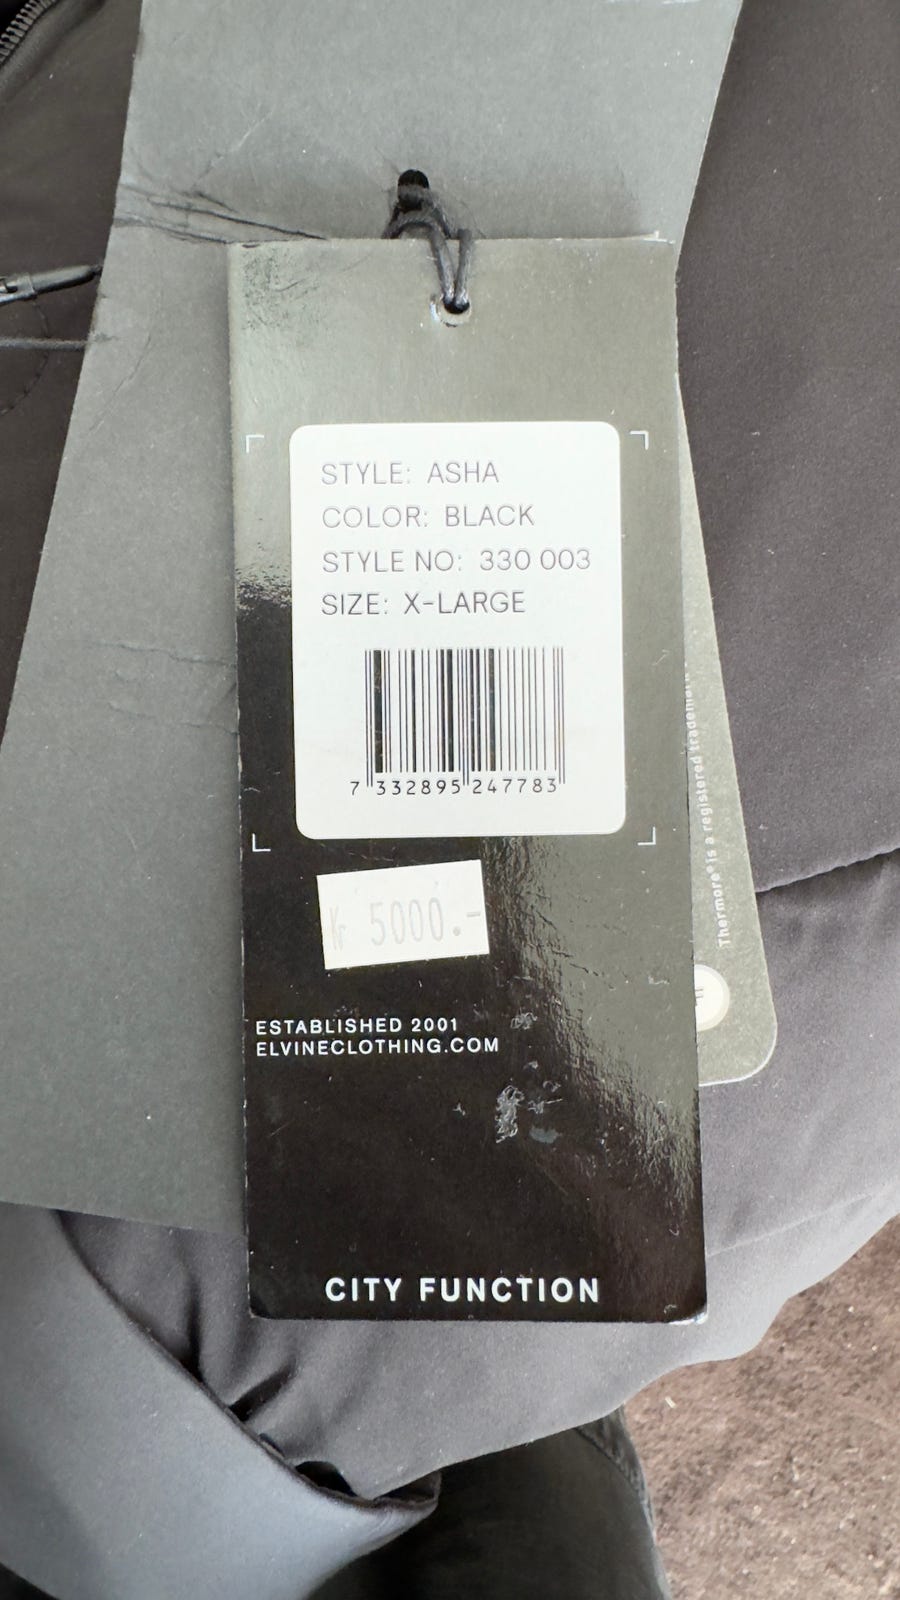 STYLE: ASHA
COLOR: BLACK
STYLE NO: 330 003
SIZE: X-LARGE
7 332895 247783
Kr 5000.-
ESTABLISHED 2001
ELVINECLOTHING.COM
CITY FUNCTION
Thermore® is a registered trademark